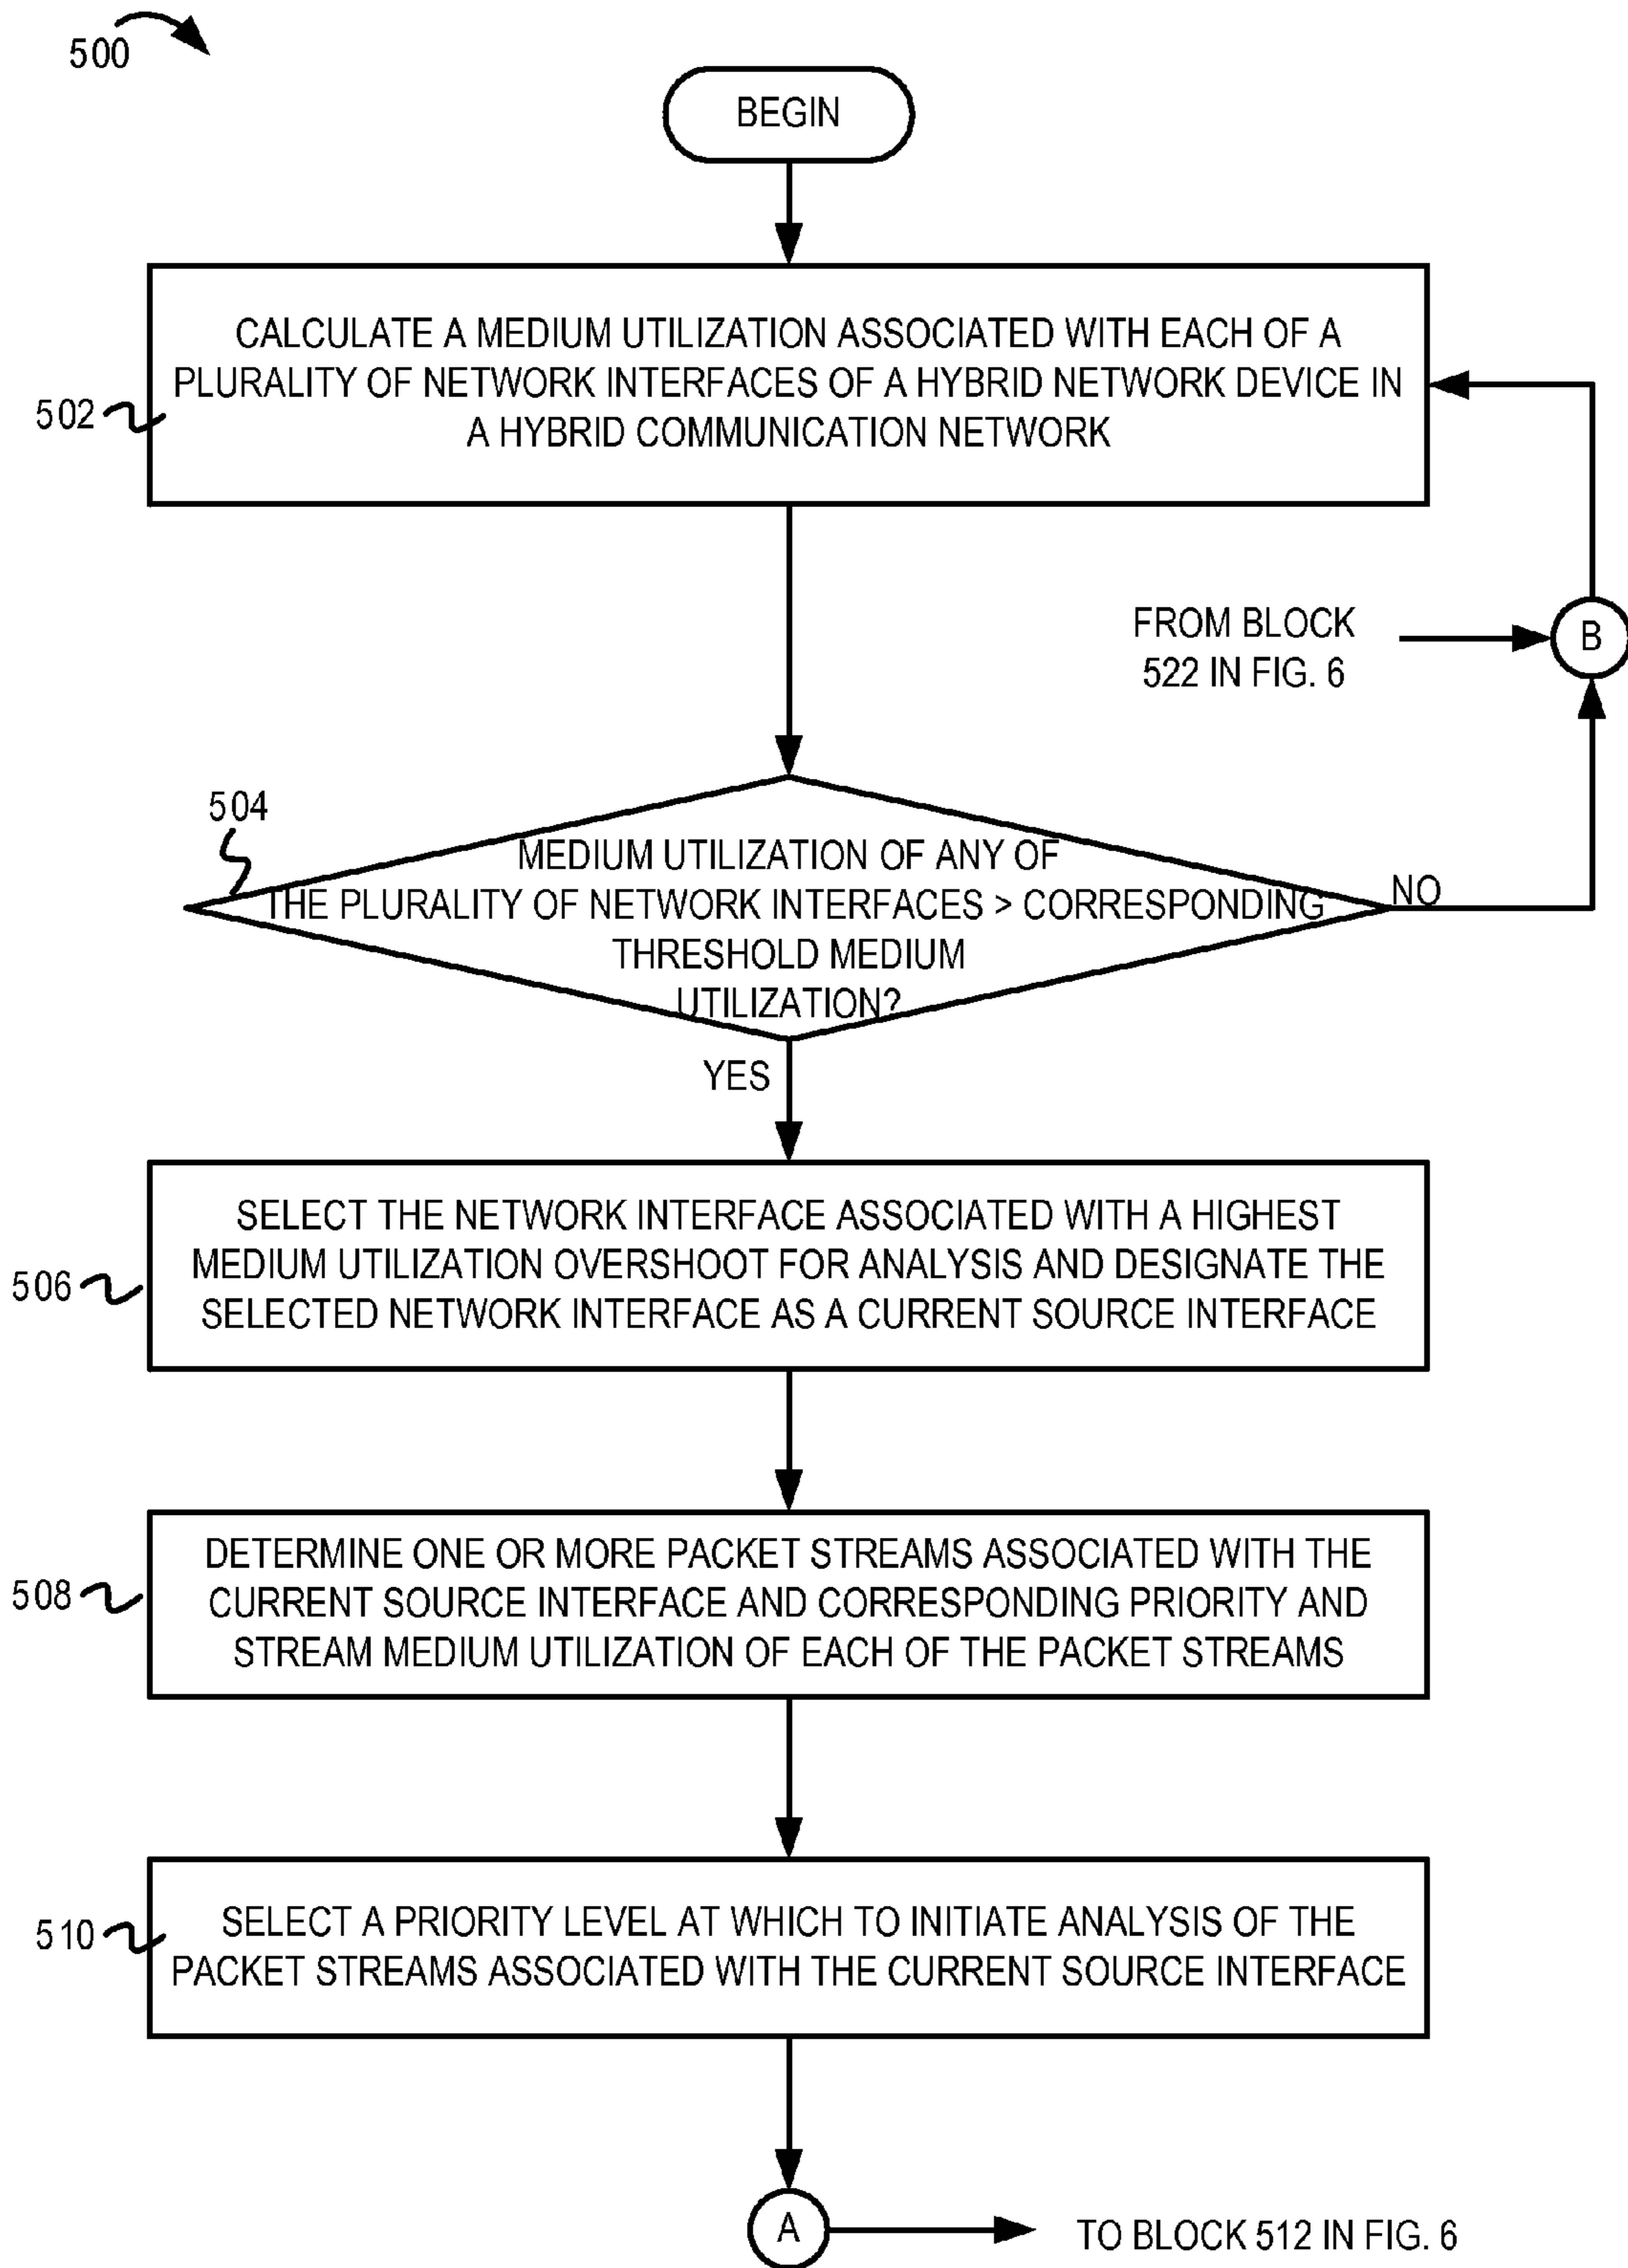 500
BEGIN
CALCULATE A MEDIUM UTILIZATION ASSOCIATED WITH EACH OF A
PLURALITY OF NETWORK INTERFACES OF A HYBRID NETWORK DEVICE IN
A HYBRID COMMUNICATION NETWORK
502
FROM BLOCK
522 IN FIG. 6
B
504
MEDIUM UTILIZATION OF ANY OF
THE PLURALITY OF NETWORK INTERFACES > CORRESPONDING
THRESHOLD MEDIUM
UTILIZATION?
NO
YES
SELECT THE NETWORK INTERFACE ASSOCIATED WITH A HIGHEST
MEDIUM UTILIZATION OVERSHOOT FOR ANALYSIS AND DESIGNATE THE
SELECTED NETWORK INTERFACE AS A CURRENT SOURCE INTERFACE
506
DETERMINE ONE OR MORE PACKET STREAMS ASSOCIATED WITH THE
CURRENT SOURCE INTERFACE AND CORRESPONDING PRIORITY AND
STREAM MEDIUM UTILIZATION OF EACH OF THE PACKET STREAMS
508
SELECT A PRIORITY LEVEL AT WHICH TO INITIATE ANALYSIS OF THE
PACKET STREAMS ASSOCIATED WITH THE CURRENT SOURCE INTERFACE
510
A
TO BLOCK 512 IN FIG. 6